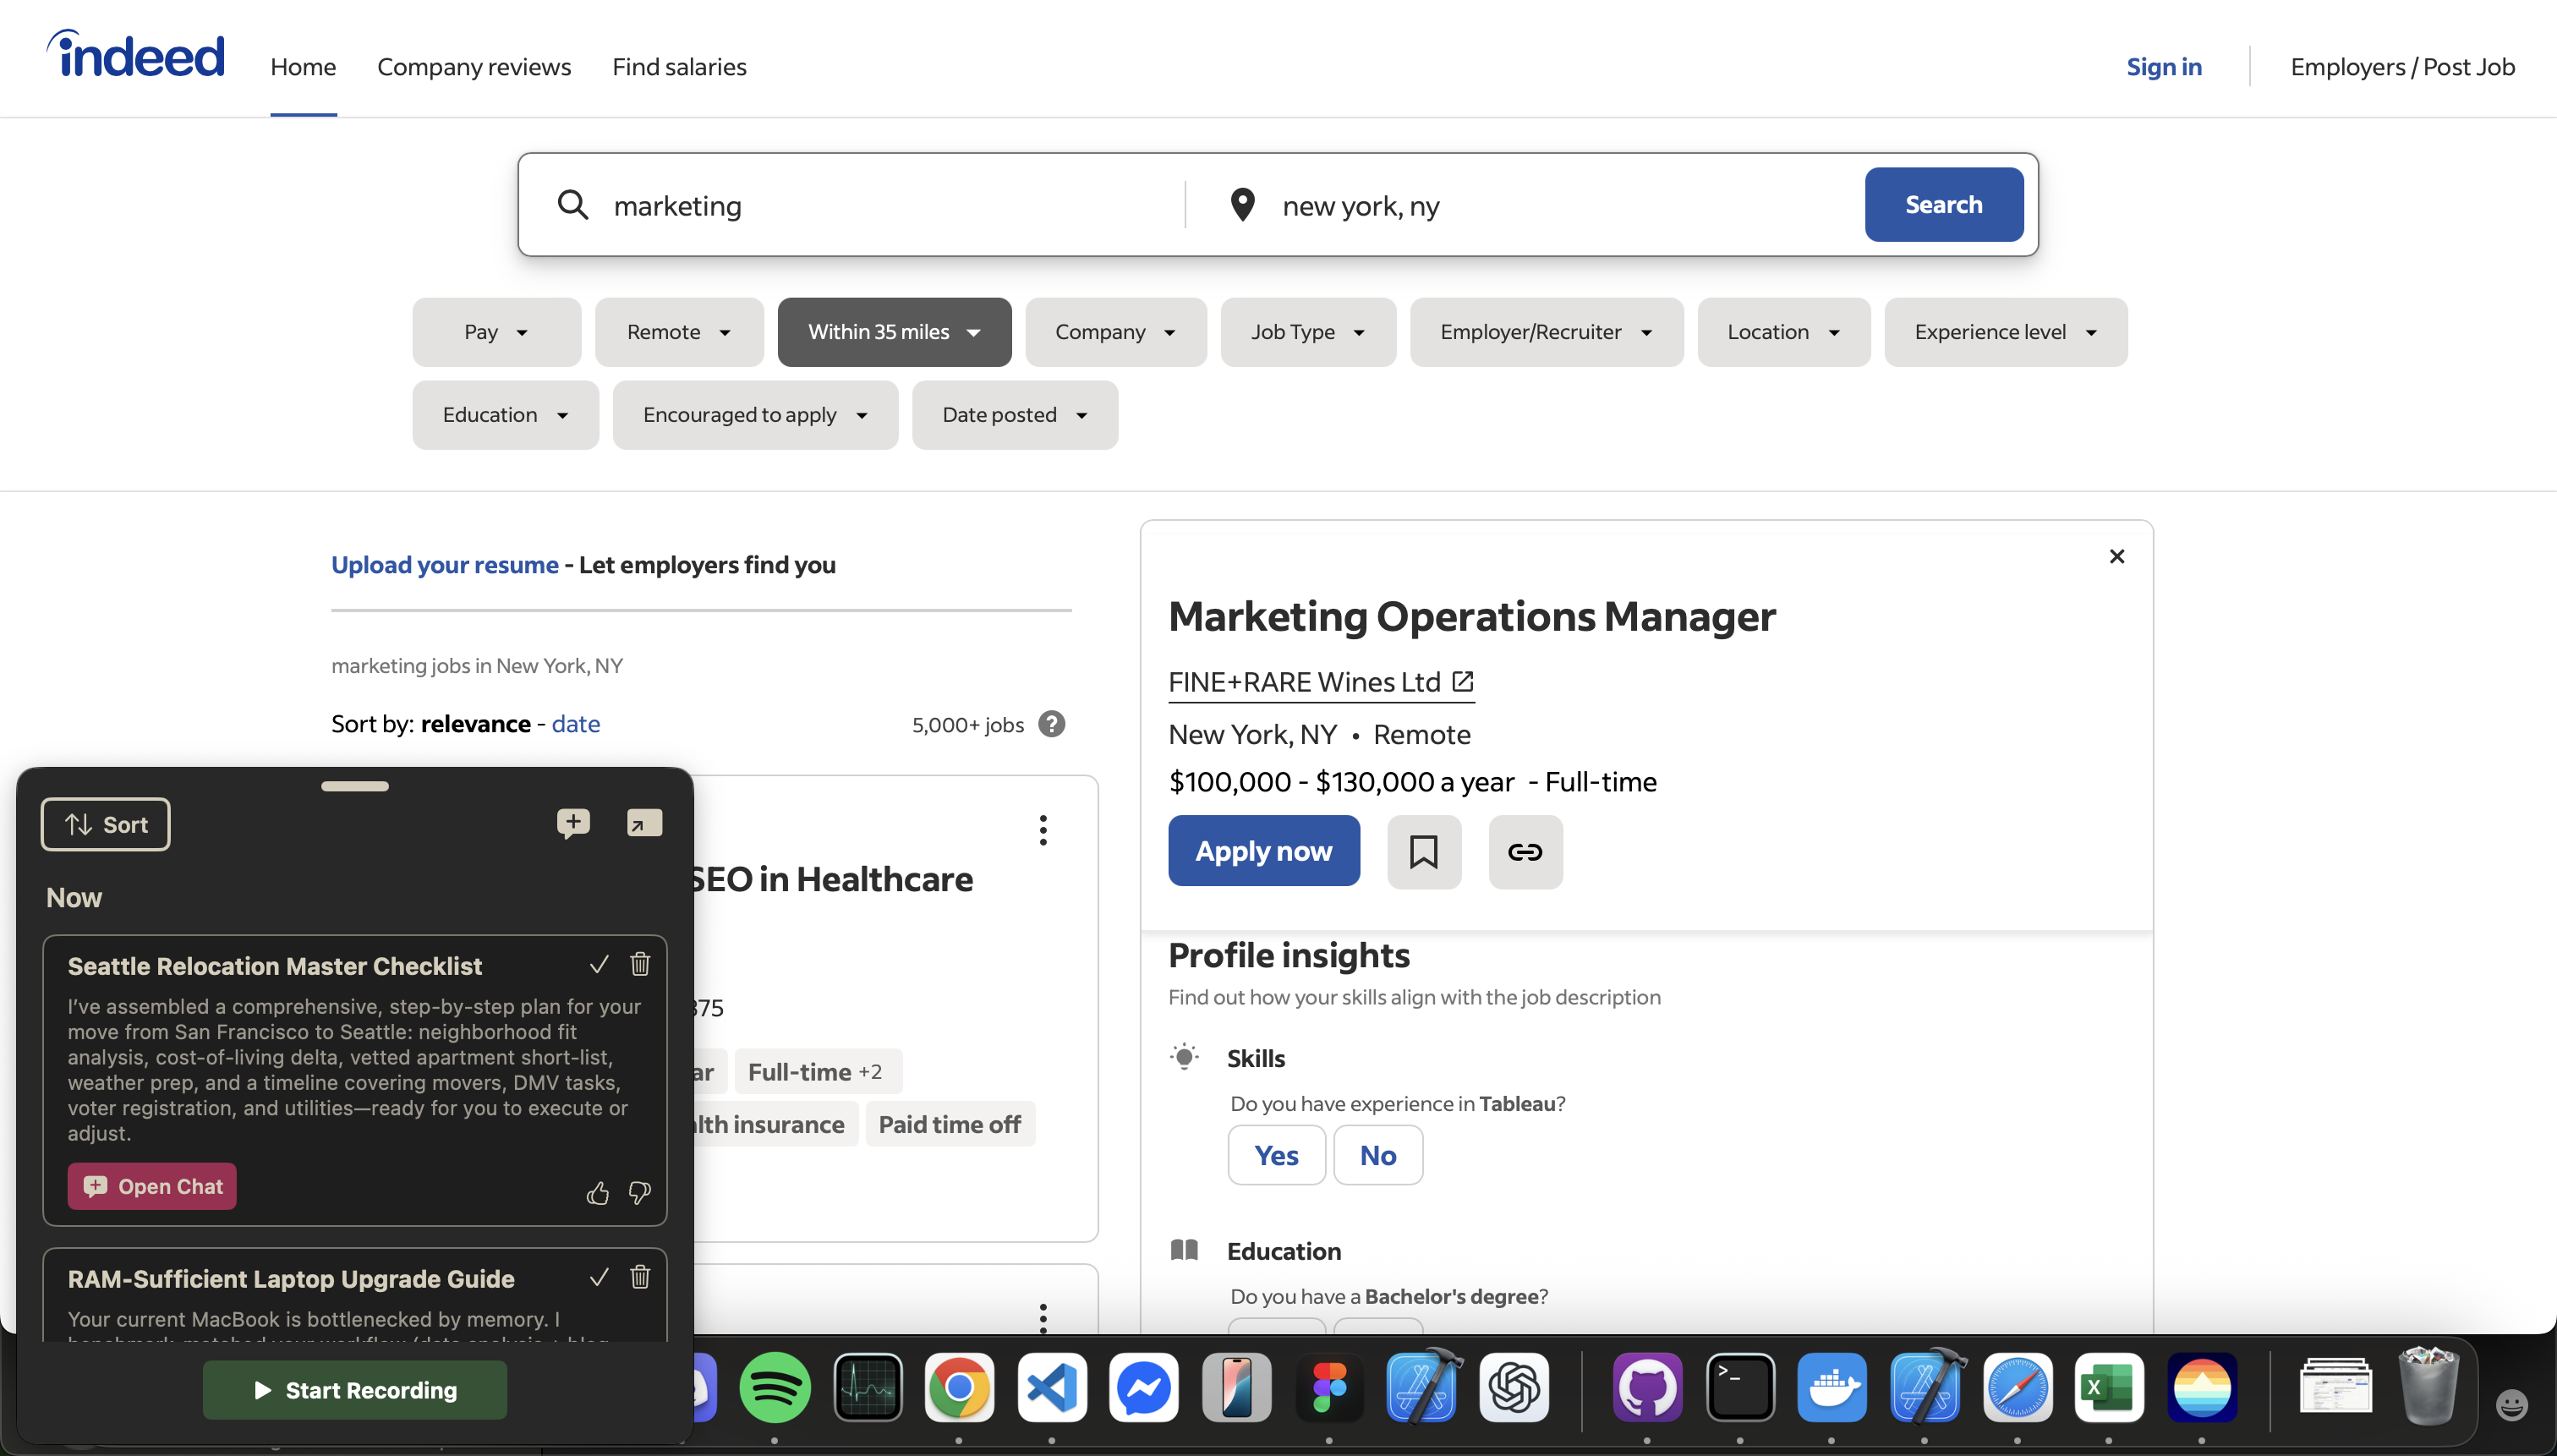 indeed
Home
Company reviews
Find salaries
Sign in
Employers / Post Job
marketing
new york, ny
Search
Pay
Remote
Within 35 miles
Company
Job Type
Employer/Recruiter
Location
Experience level
Education
Encouraged to apply
Date posted
Upload your resume - Let employers find you
marketing jobs in New York, NY
Sort by: relevance - date
5,000+ jobs
SEO in Healthcare
375
ar
Full-time +2
lth insurance
Paid time off
Marketing Operations Manager
FINE+RARE Wines Ltd
New York, NY • Remote
$100,000 - $130,000 a year - Full-time
Apply now
Profile insights
Find out how your skills align with the job description
Skills
Do you have experience in Tableau?
Yes
No
Education
Do you have a Bachelor's degree?
Sort
Now
Seattle Relocation Master Checklist
I've assembled a comprehensive, step-by-step plan for your
move from San Francisco to Seattle: neighborhood fit
analysis, cost-of-living delta, vetted apartment short-list,
weather prep, and a timeline covering movers, DMV tasks,
voter registration, and utilities—ready for you to execute or
adjust.
Open Chat
RAM-Sufficient Laptop Upgrade Guide
Your current MacBook is bottlenecked by memory. I
Start Recording